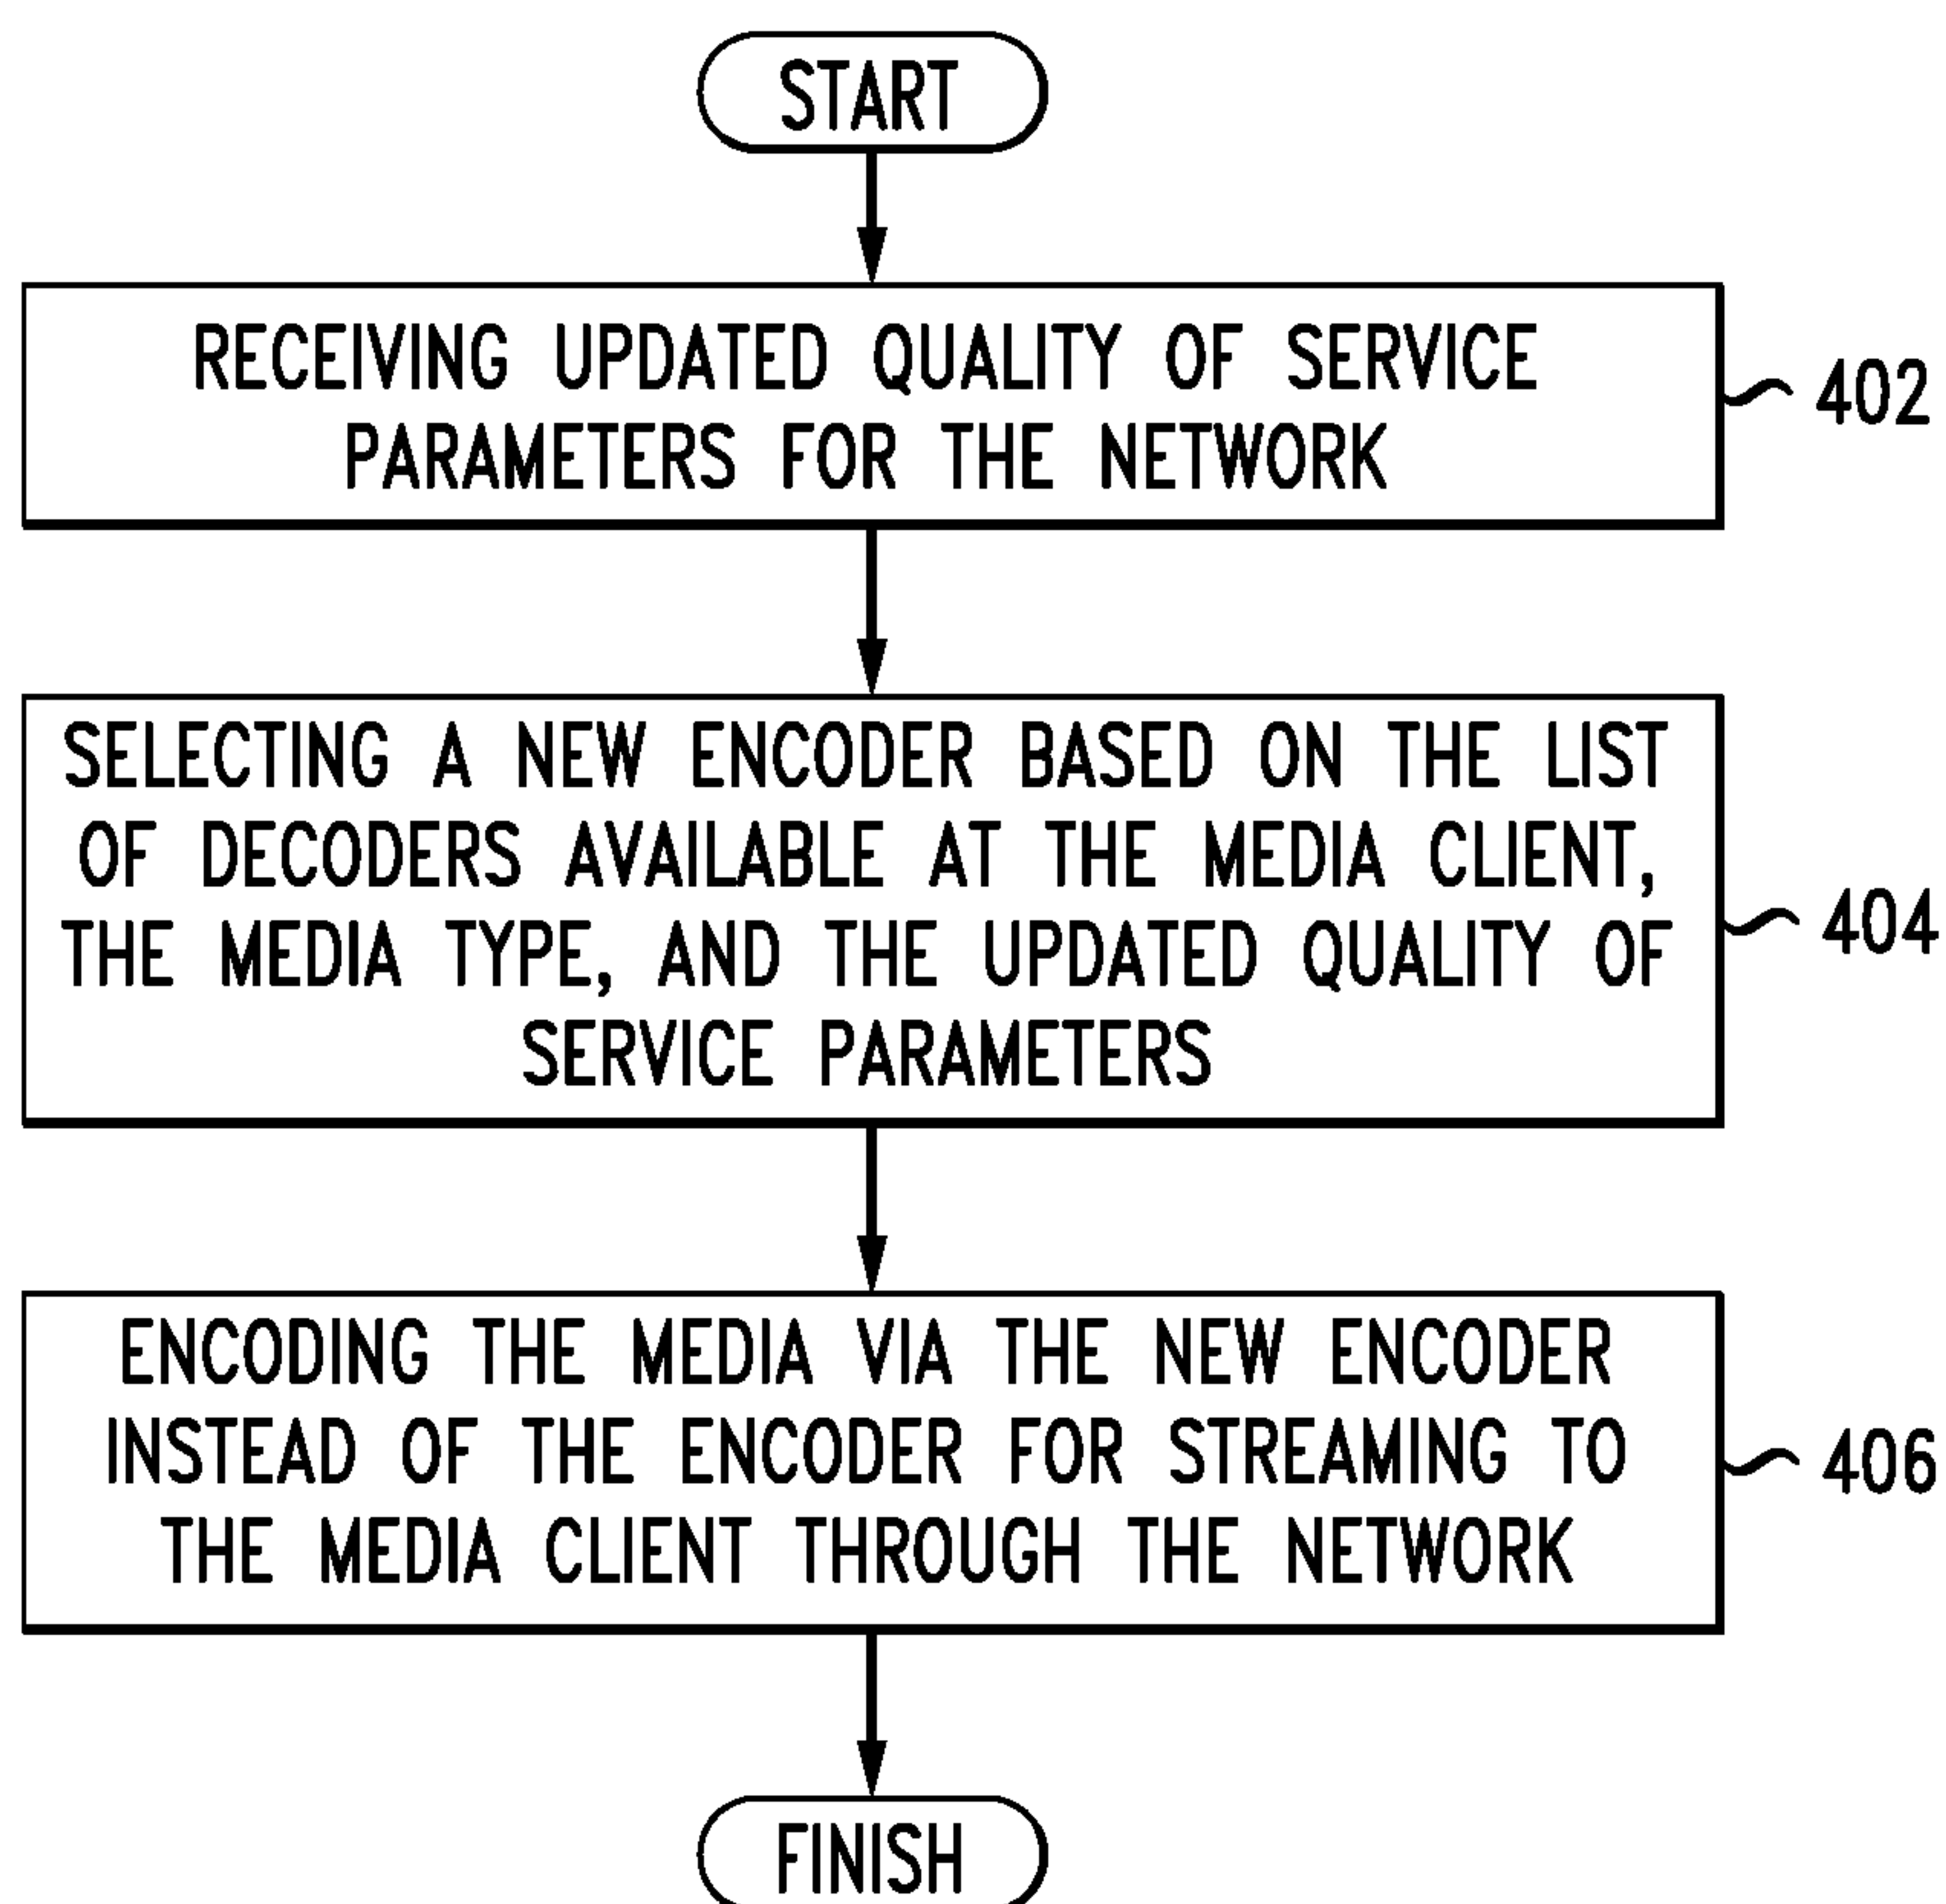 START
RECEIVING UPDATED QUALITY OF SERVICE
PARAMETERS FOR THE NETWORK
402
SELECTING A NEW ENCODER BASED ON THE LIST
OF DECODERS AVAILABLE AT THE MEDIA CLIENT,
THE MEDIA TYPE, AND THE UPDATED QUALITY OF
SERVICE PARAMETERS
404
ENCODING THE MEDIA VIA THE NEW ENCODER
INSTEAD OF THE ENCODER FOR STREAMING TO
THE MEDIA CLIENT THROUGH THE NETWORK
406
FINISH